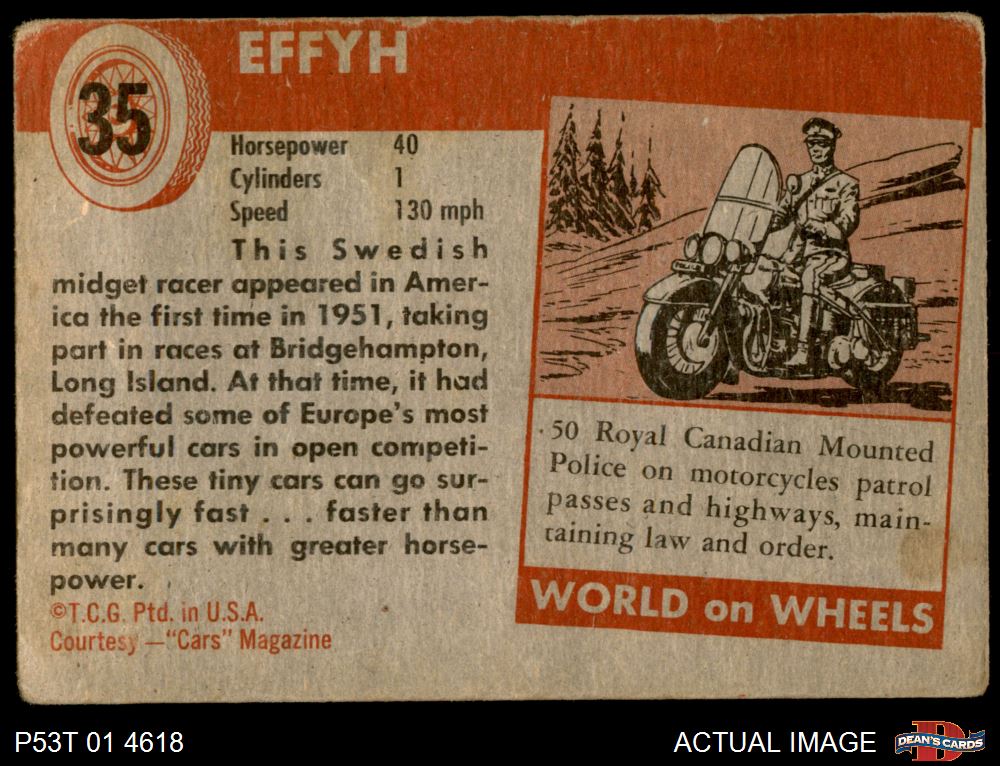 35
EFFYH
Horsepower 40
Cylinders 1
Speed 130 mph
This Swedish
midget racer appeared in Amer-
ica the first time in 1951, taking
part in races at Bridgehampton,
Long Island. At that time, it had
defeated some of Europe's most
powerful cars in open competi-
tion. These tiny cars can go sur-
prisingly fast . . . faster than
many cars with greater horse-
power.
©T.C.G. Ptd. in U.S.A.
Courtesy —"Cars" Magazine
50 Royal Canadian Mounted
Police on motorcycles patrol
passes and highways, main-
taining law and order.
WORLD on WHEELS
P53T 01 4618
ACTUAL IMAGE
DEAN'S CARDS